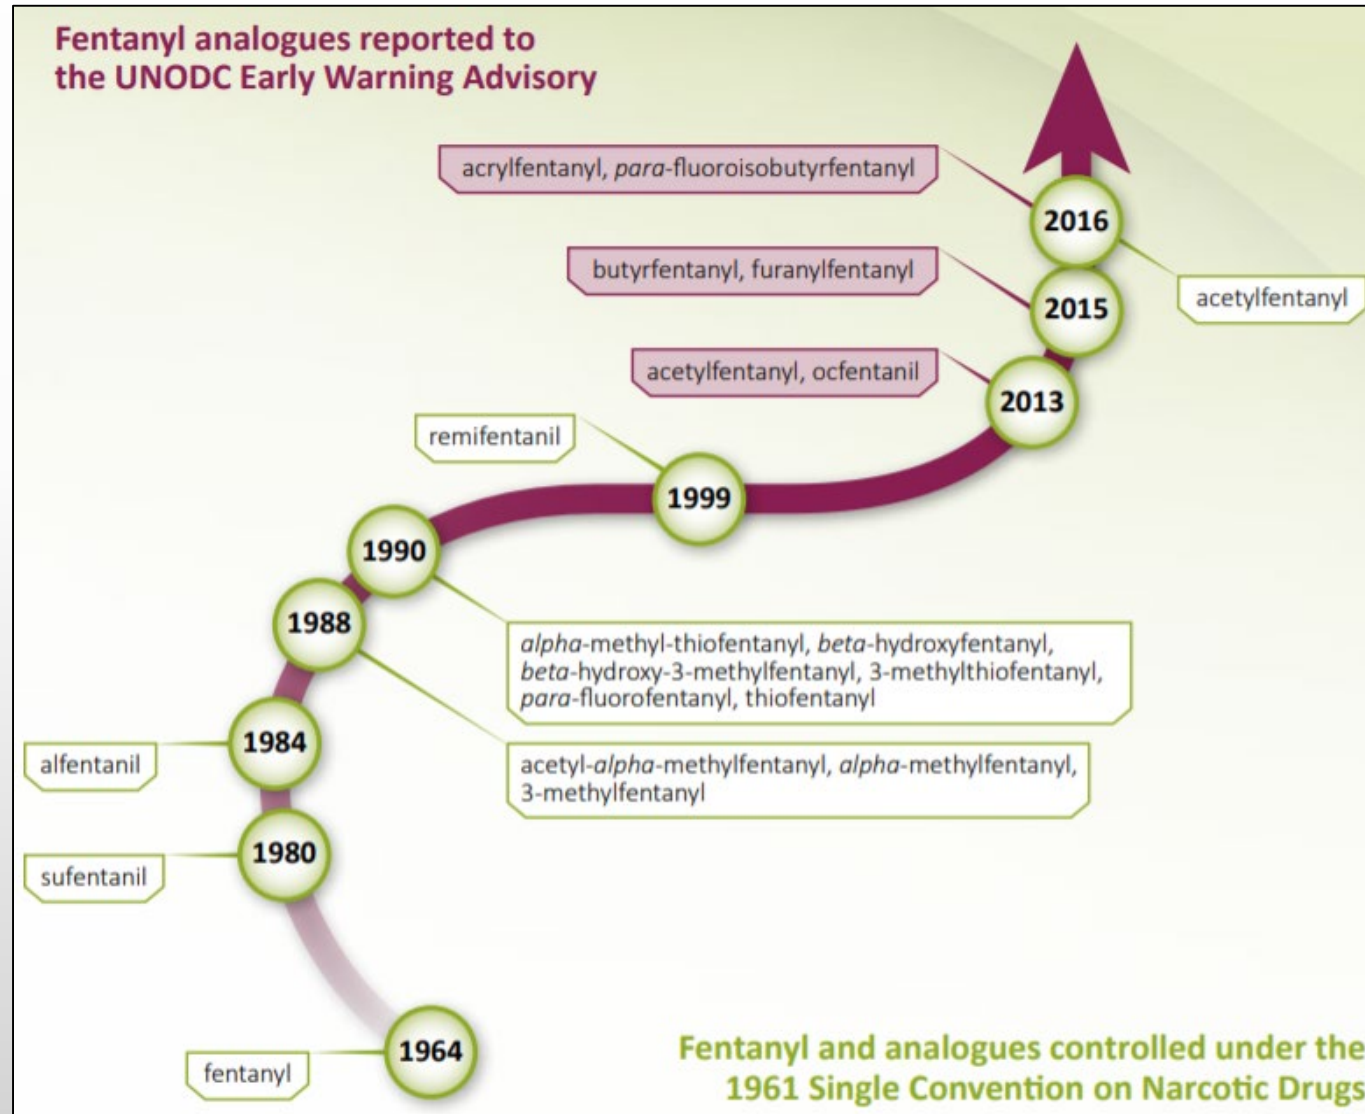 Fentanyl analogues reported to
the UNODC Early Warning Advisory
acrylfentanyl, para-fluoroisobutyrfentanyl
2016
acetylfentanyl
butyrfentanyl, furanylfentanyl
2015
acetylfentanyl, ocfentanil
2013
remifentanil
1999
1990
alpha-methyl-thiofentanyl, beta-hydroxyfentanyl,
beta-hydroxy-3-methylfentanyl, 3-methylthiofentanyl,
para-fluorofentanyl, thiofentanyl
1988
acetyl-alpha-methylfentanyl, alpha-methylfentanyl,
3-methylfentanyl
1984
alfentanil
1980
sufentanil
1964
fentanyl
Fentanyl and analogues controlled under the
1961 Single Convention on Narcotic Drugs